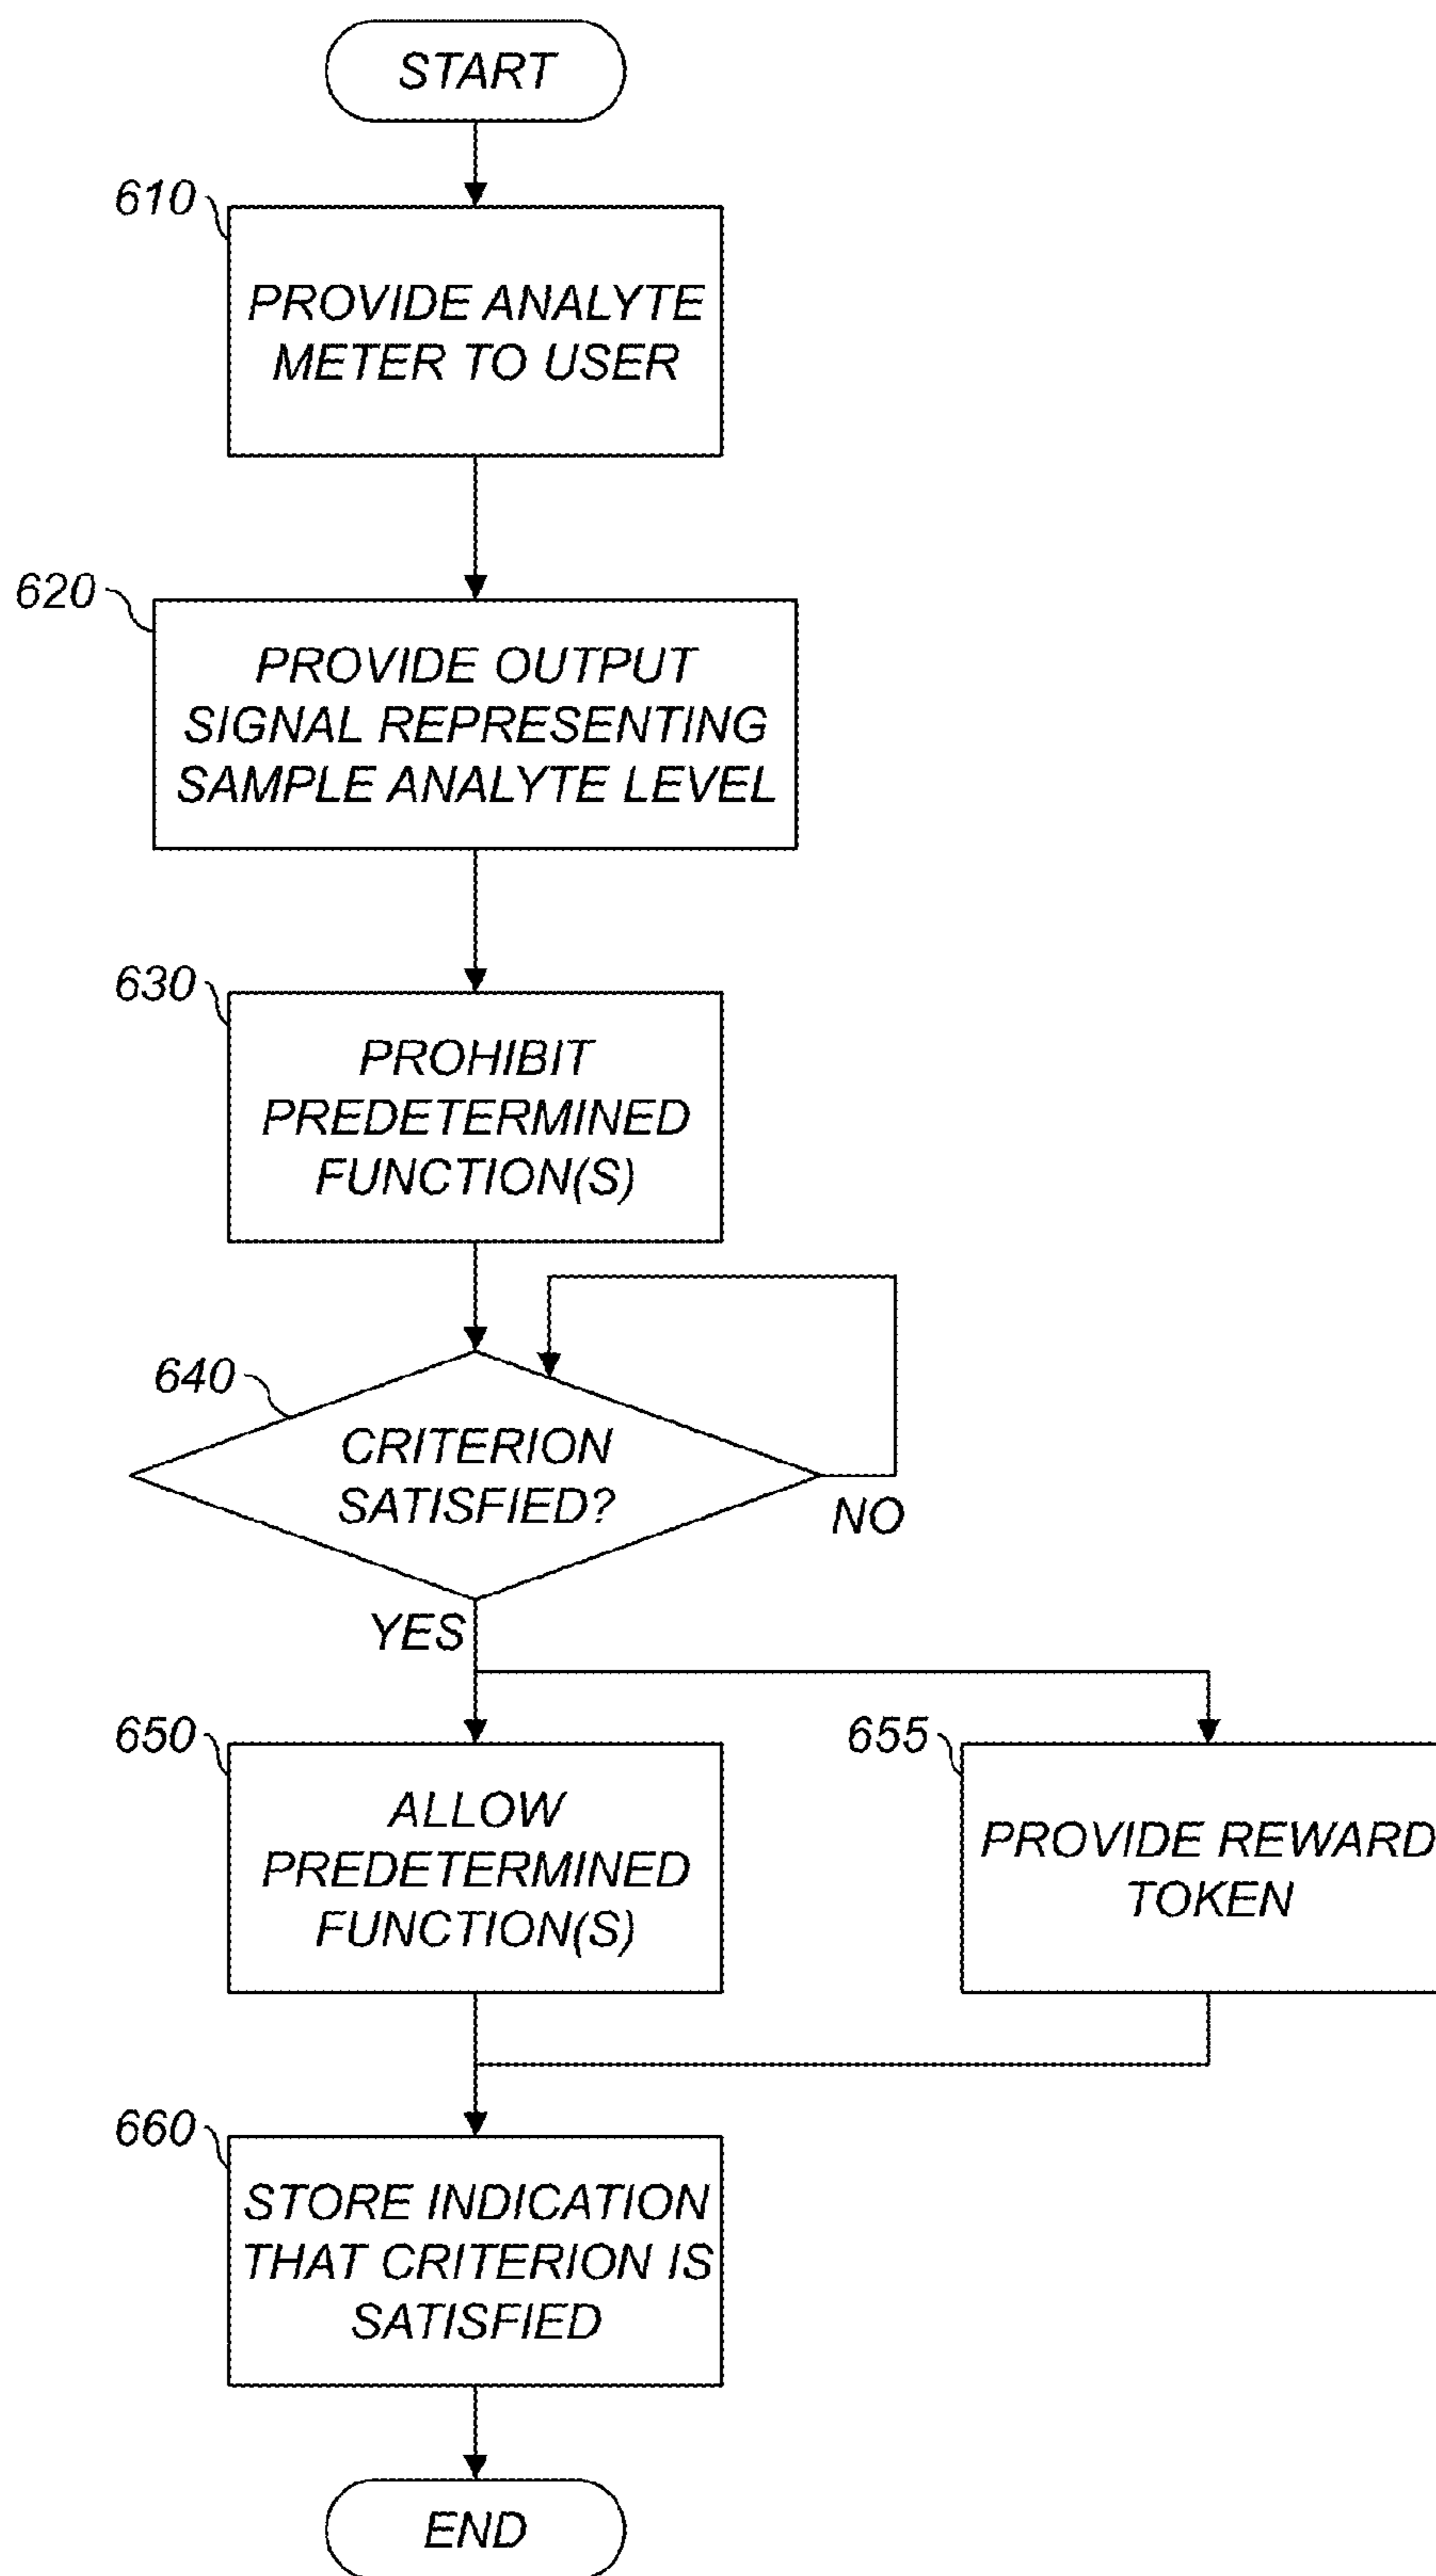 START
610
PROVIDE ANALYTE
METER TO USER
620
PROVIDE OUTPUT
SIGNAL REPRESENTING
SAMPLE ANALYTE LEVEL
630
PROHIBIT
PREDETERMINED
FUNCTION(S)
640
CRITERION
SATISFIED?
NO
YES
650
ALLOW
PREDETERMINED
FUNCTION(S)
655
PROVIDE REWARD
TOKEN
660
STORE INDICATION
THAT CRITERION IS
SATISFIED
END